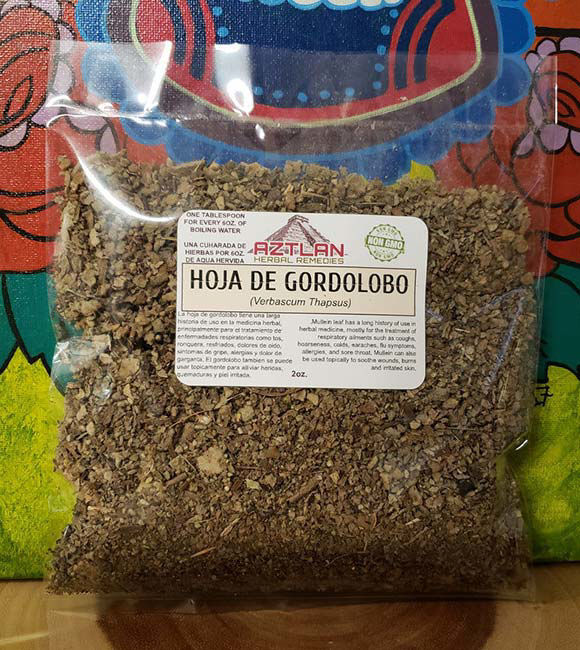 ONE TABLESPOON
FOR EVERY 6OZ. OF
BOILING WATER
UNA CUHARADA DE
HIERBAS POR 6OZ.
DE AQUA HERVIDA
AZTLAN
HERBAL REMEDIES
NON GMO
HOJA DE GORDOLOBO
(Verbascum Thapsus)
La hoja de gordolobo tiene una larga
historia de uso en la medicina herbal,
principalmente para el tratamiento de
enfermedades respiratorias como tos,
ronquera, resfriados, dolores de oido,
sintomas de gripe, alergias y dolor de
garganta. El gordolobo tambien se puede
usar topicamente para aliviar heridas,
quemaduras y piel irritada.
.Mullein leaf has a long history of use in
herbal medicine, mostly for the treatment of
respiratory ailments such as coughs,
hoarseness, colds, earaches, flu symptoms,
allergies, and sore throat. Mullein can also
be used topically to soothe wounds, burns
and irritated skin.
2oz.